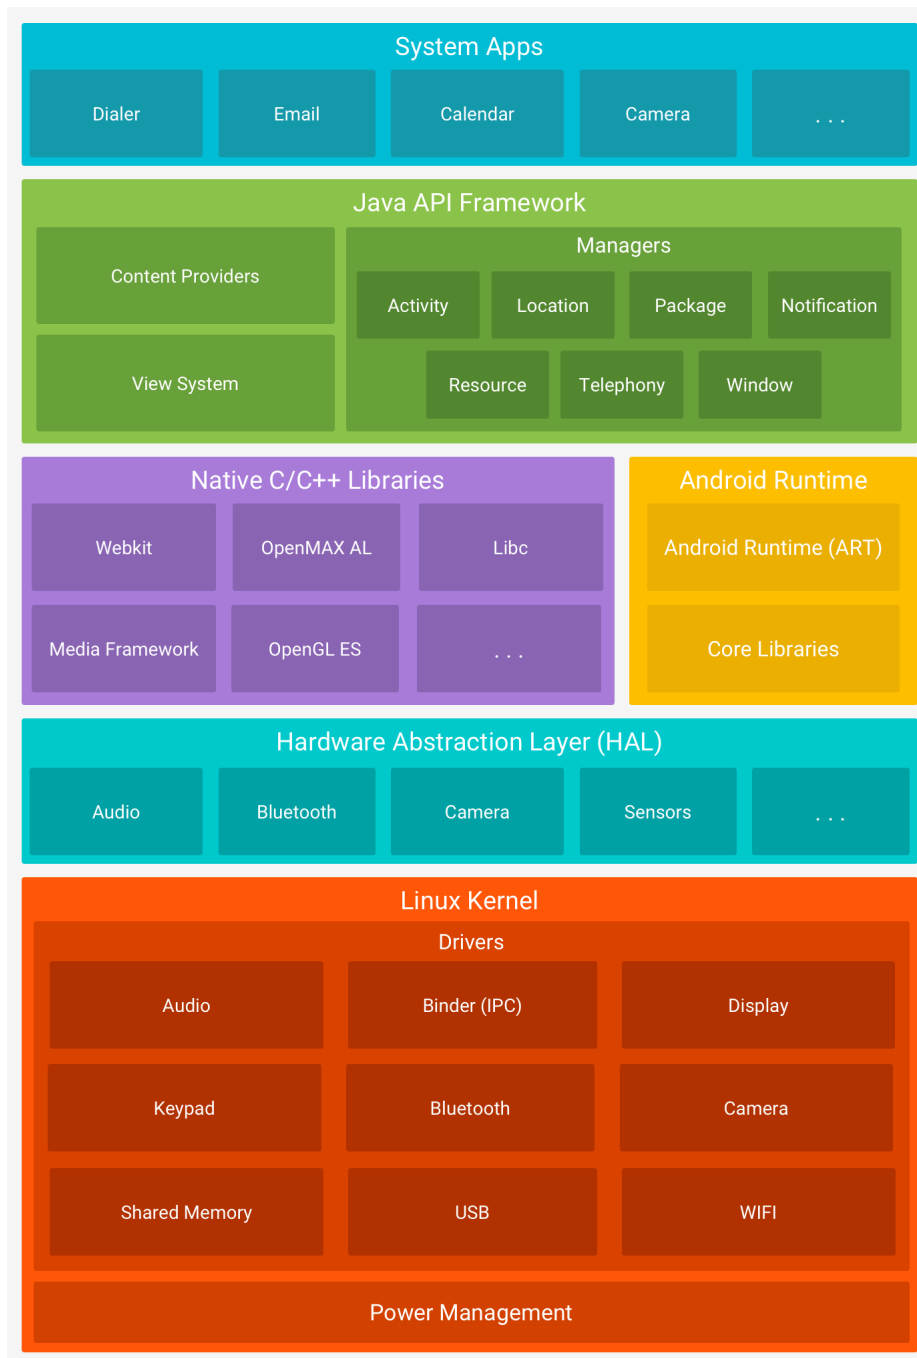 System Apps
Dialer
Email
Calendar
Camera
. . .
Java API Framework
Content Providers
View System
Managers
Activity
Location
Package
Notification
Resource
Telephony
Window
Native C/C++ Libraries
Webkit
OpenMAX AL
Libc
Media Framework
OpenGL ES
. . .
Android Runtime
Android Runtime (ART)
Core Libraries
Hardware Abstraction Layer (HAL)
Audio
Bluetooth
Camera
Sensors
. . .
Linux Kernel
Drivers
Audio
Binder (IPC)
Display
Keypad
Bluetooth
Camera
Shared Memory
USB
WIFI
Power Management